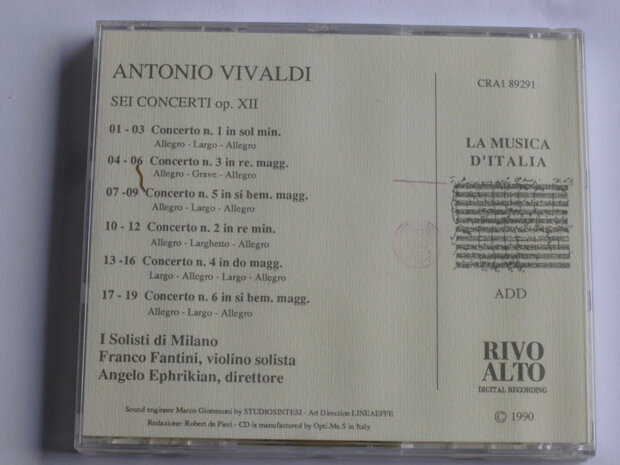 ANTONIO VIVALDI
SEI CONCERTI op. XII
01 - 03 Concerto n. 1 in sol min.
Allegro - Largo - Allegro
04 - 06 Concerto n. 3 in re. magg.
Allegro - Grave - Allegro
07 -09 Concerto n. 5 in si bem. magg.
Allegro - Largo - Allegro
10 - 12 Concerto n. 2 in re min.
Allegro - Larghetto - Allegro
13 -16 Concerto n. 4 in do magg.
Largo - Allegro - Largo - Allegro
17 - 19 Concerto n. 6 in si bem. magg.
Allegro - Largo - Allegro
I Solisti di Milano
Franco Fantini, violino solista
Angelo Ephrikian, direttore
Sound engineer Marco Giommoni by STUDIOSINTESI - Art Direction LINEAEFFE
Redazione: Robert de Pieri - CD is manufactured by Opti.Me.S in Italy
CRA1 89291
LA MUSICA
D'ITALIA
ADD
RIVO
ALTO
DIGITAL RECORDING
© 1990